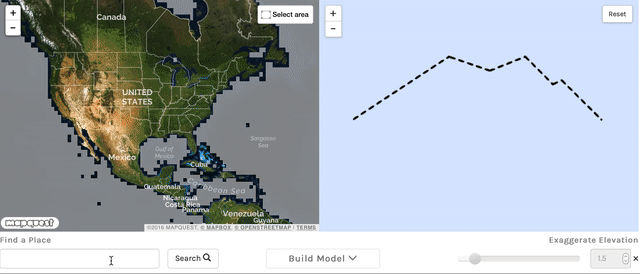 +
−
Canada
Select area
+
−
Reset
UNITED
STATES
Sargasso
Sea
Gulf of
Mexico
Mexico
Cuba
Guatemala
Caribbean Sea
Nicaragua
Costa Rica
Panama
Venezuela
Guyana
mapquest
©2016 MAPQUEST, © MAPBOX, © OPENSTREETMAP | TERMS
Find a Place
Exaggerate Elevation
Search
Build Model
1.5
×